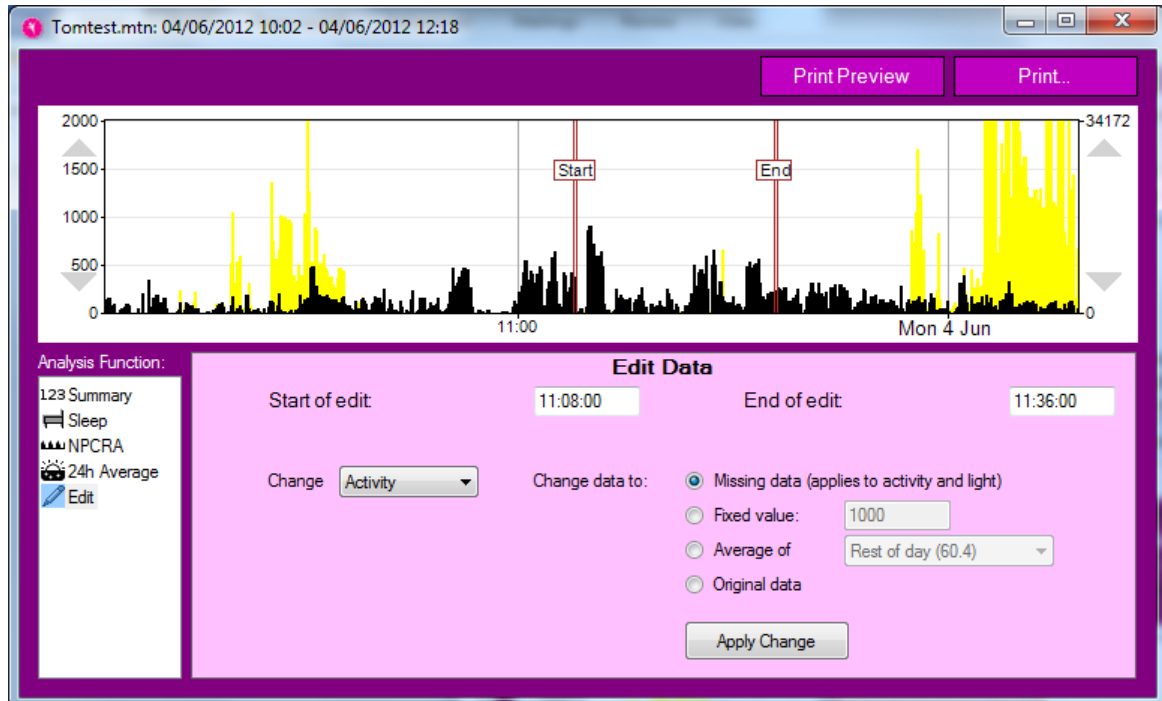 Tomtest.mtn: 04/06/2012 10:02 - 04/06/2012 12:18
Print Preview
Print...
2000
1500
1000
500
0
34172
0
Start
End
11:00
Mon 4 Jun
Analysis Function:
123 Summary
Sleep
NPCRA
24h Average
Edit
Edit Data
Start of edit:
11:08:00
End of edit:
11:36:00
Change
Activity
Change data to:
Missing data (applies to activity and light)
Fixed value:
1000
Average of
Rest of day (60.4)
Original data
Apply Change